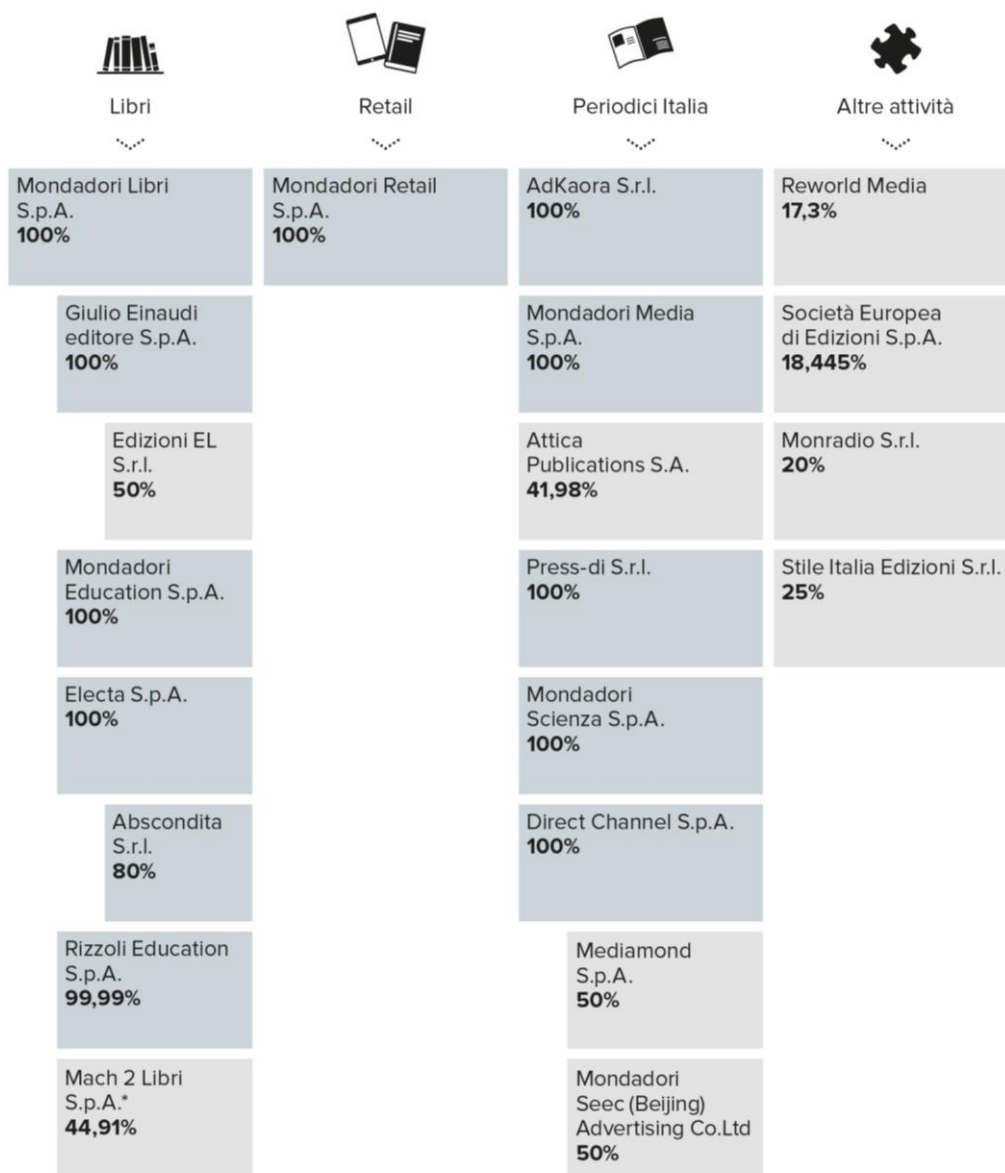 Libri
Retail
Periodici Italia
Altre attività
Mondadori Libri
S.p.A.
100%
Giulio Einaudi
editore S.p.A.
100%
Edizioni EL
S.r.l.
50%
Mondadori
Education S.p.A.
100%
Electa S.p.A.
100%
Abscondita
S.r.l.
80%
Rizzoli Education
S.p.A.
99,99%
Mach 2 Libri
S.p.A.*
44,91%
Mondadori Retail
S.p.A.
100%
AdKaora S.r.l.
100%
Mondadori Media
S.p.A.
100%
Attica
Publications S.A.
41,98%
Press-di S.r.l.
100%
Mondadori
Scienza S.p.A.
100%
Direct Channel S.p.A.
100%
Mediamond
S.p.A.
50%
Mondadori
Seec (Beijing)
Advertising Co.Ltd
50%
Reworld Media
17,3%
Società Europea
di Edizioni S.p.A.
18,445%
Monradio S.r.l.
20%
Stile Italia Edizioni S.r.l.
25%